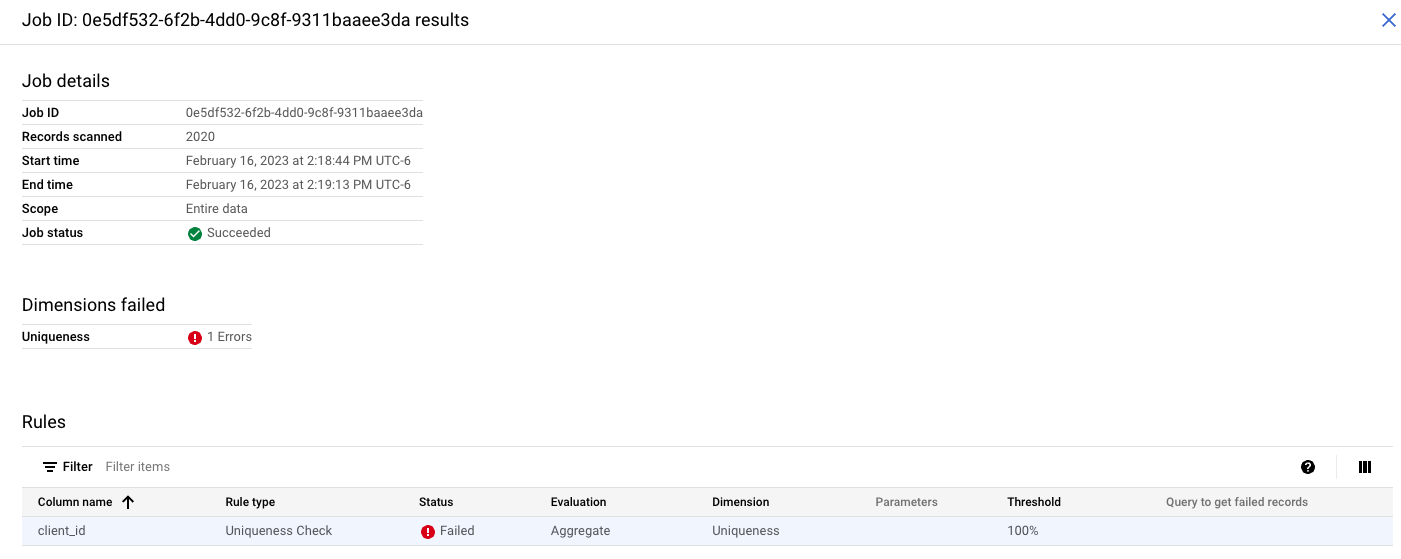 Job ID: 0e5df532-6f2b-4dd0-9c8f-9311baaee3da results
Job details
Job ID 0e5df532-6f2b-4dd0-9c8f-9311baaee3da
Records scanned 2020
Start time February 16, 2023 at 2:18:44 PM UTC-6
End time February 16, 2023 at 2:19:13 PM UTC-6
Scope Entire data
Job status Succeeded
Dimensions failed
Uniqueness 1 Errors
Rules
Filter Filter items
Column name Rule type Status Evaluation Dimension Parameters Threshold Query to get failed records
client_id Uniqueness Check Failed Aggregate Uniqueness 100%